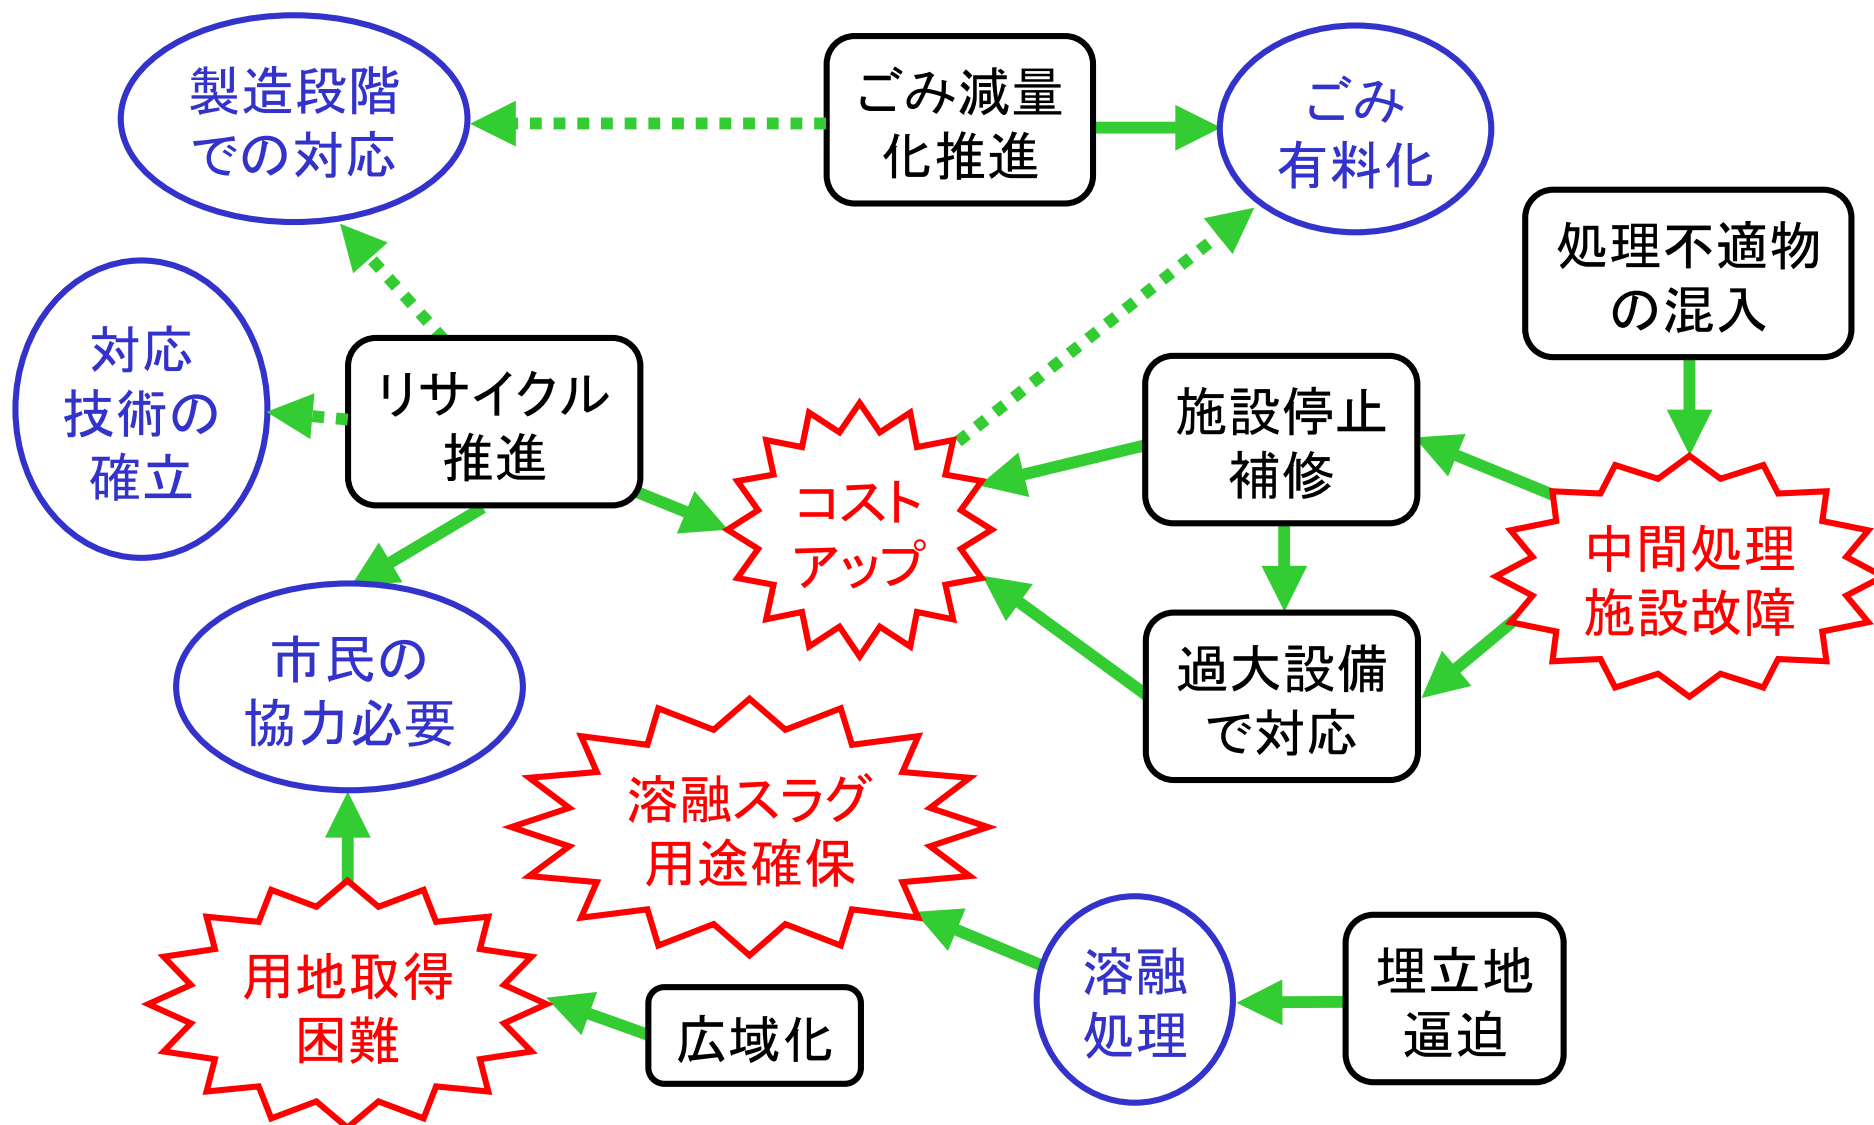 製造段階
での対応
ごみ減量
化推進
ごみ
有料化
処理不適物
の混入
対応
技術の
確立
リサイクル
推進
施設停止
補修
コスト
アップ
中間処理
施設故障
市民の
協力必要
過大設備
で対応
溶融スラグ
用途確保
用地取得
困難
広域化
溶融
処理
埋立地
逼迫